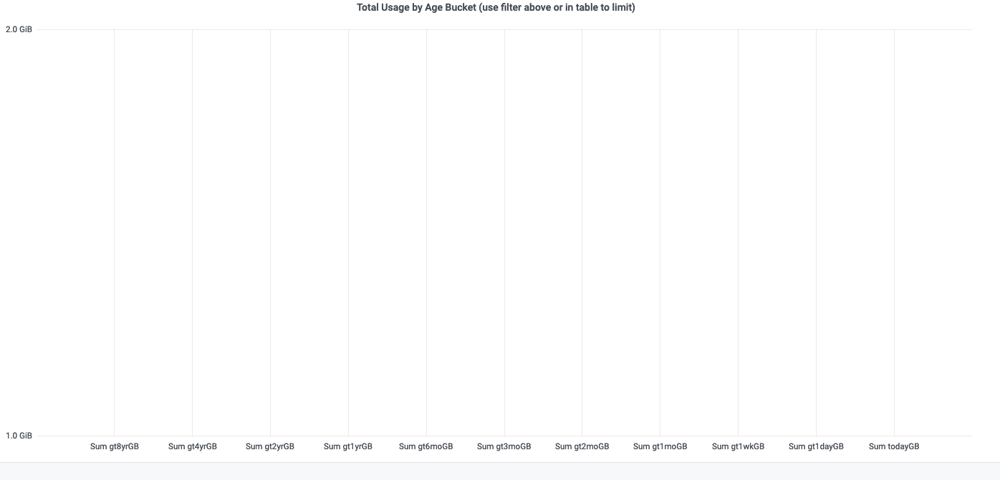 Total Usage by Age Bucket (use filter above or in table to limit)
2.0 GiB
1.0 GiB
Sum gt8yrGB Sum gt4yrGB Sum gt2yrGB Sum gt1yrGB Sum gt6moGB Sum gt3moGB Sum gt2moGB Sum gt1moGB Sum gt1wkGB Sum gt1dayGB Sum todayGB